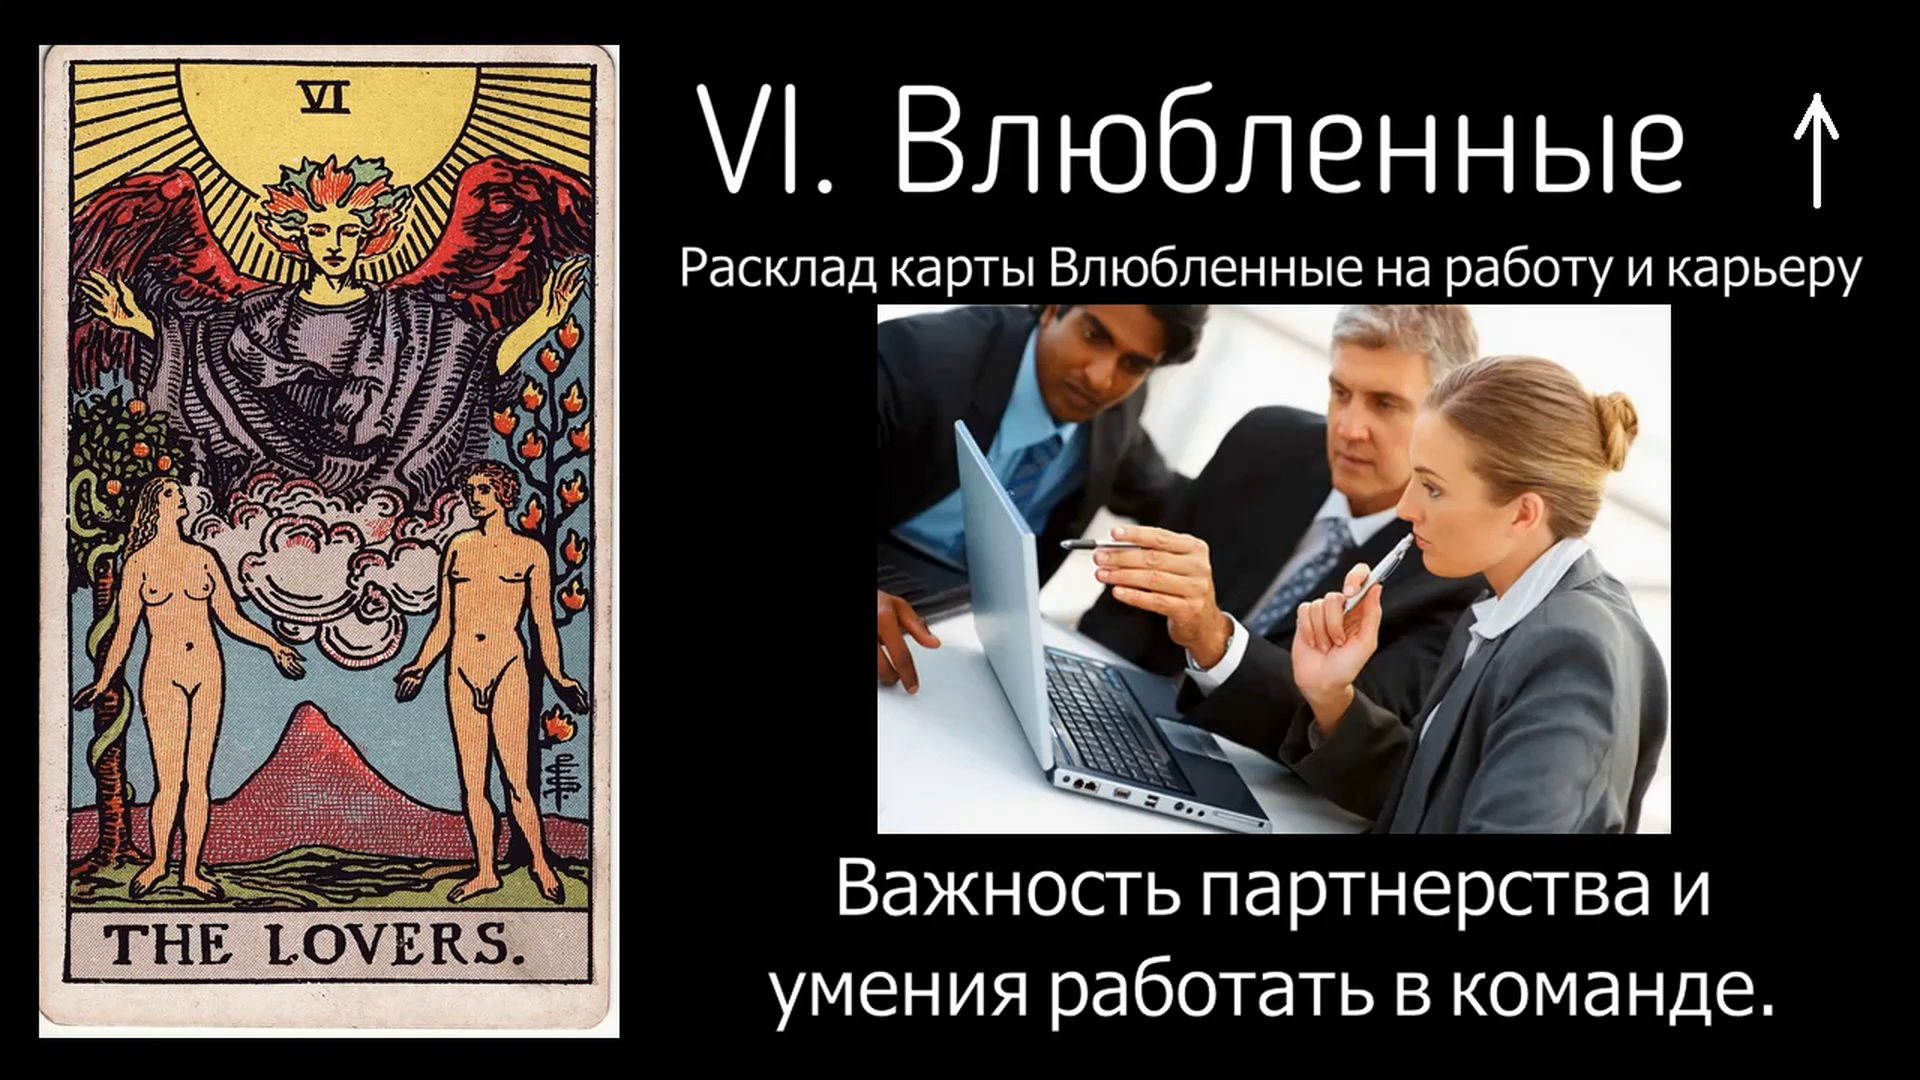 VI
THE LOVERS.
VI. Влюбленные ↑
Расклад карты Влюбленные на работу и карьеру
Важность партнерства и
умения работать в команде.